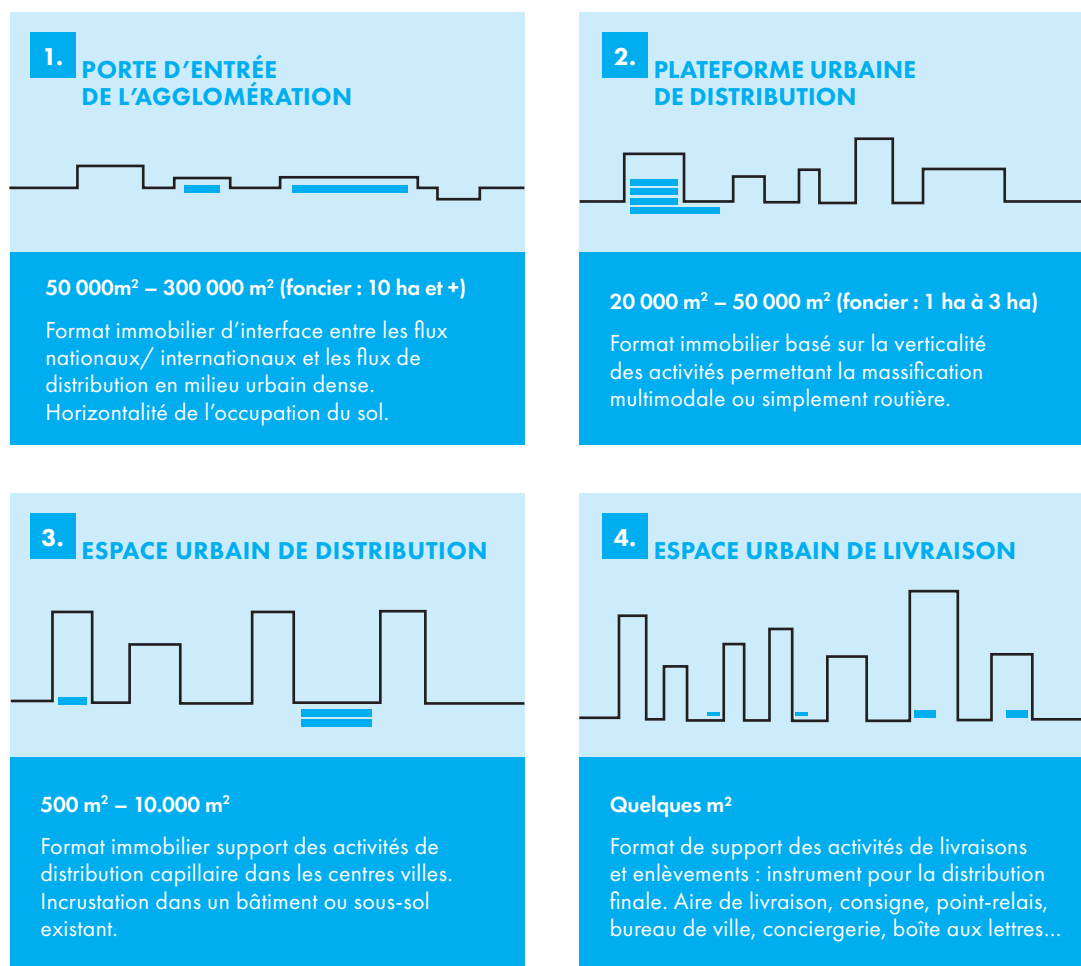 1.
PORTE D’ENTRÉE
DE L’AGGLOMÉRATION
50 000m² – 300 000 m² (foncier : 10 ha et +)
Format immobilier d’interface entre les flux
nationaux/ internationaux et les flux de
distribution en milieu urbain dense.
Horizontalité de l’occupation du sol.
2.
PLATEFORME URBAINE
DE DISTRIBUTION
20 000 m² – 50 000 m² (foncier : 1 ha à 3 ha)
Format immobilier basé sur la verticalité
des activités permettant la massification
multimodale ou simplement routière.
3.
ESPACE URBAIN DE DISTRIBUTION
500 m² – 10.000 m²
Format immobilier support des activités de
distribution capillaire dans les centres villes.
Incrustation dans un bâtiment ou sous-sol
existant.
4.
ESPACE URBAIN DE LIVRAISON
Quelques m²
Format de support des activités de livraisons
et enlèvements : instrument pour la distribution
finale. Aire de livraison, consigne, point-relais,
bureau de ville, conciergerie, boîte aux lettres...